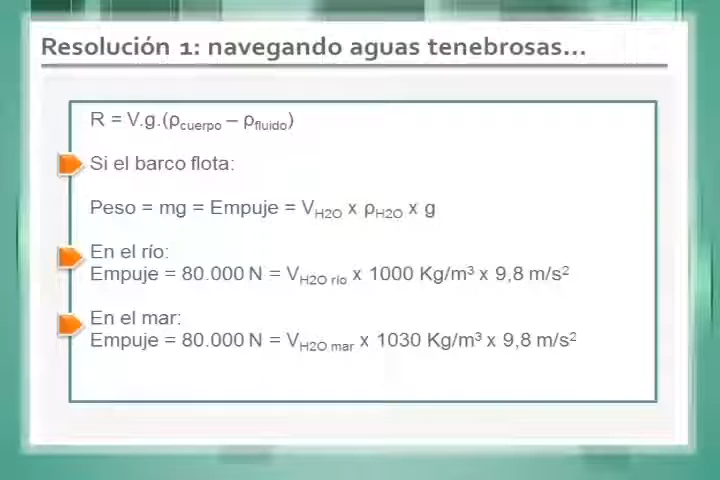 Resolución 1: navegando aguas tenebrosas...
R = V.g.(ρcuerpo – ρfluido)
Si el barco flota:
Peso = mg = Empuje = VH2O x ρH2O x g
En el río:
Empuje = 80.000 N = VH2O río x 1000 Kg/m³ x 9,8 m/s²
En el mar:
Empuje = 80.000 N = VH2O mar x 1030 Kg/m³ x 9,8 m/s²